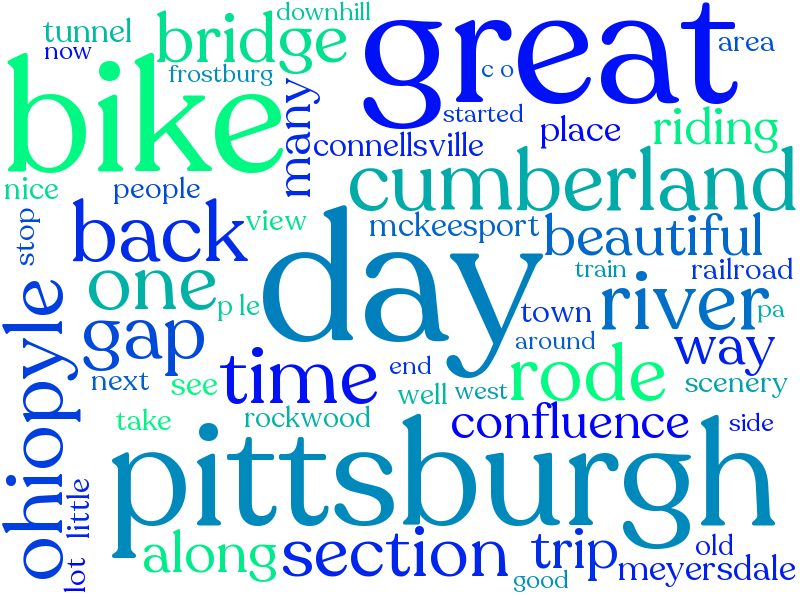 downhill
tunnel
bridge
great
now
area
frostburg
c o
bike
many
started
place
riding
connellsville
nice
people
cumberland
stop
back
view
day
mckeesport
beautiful
one
train
railroad
p le
river
pa
town
ohiopyle
gap
around
way
time
end
rode
next
see
well
west
scenery
take
rockwood
confluence
side
pittsburgh
little
lot
along
section
trip
old
meyersdale
good